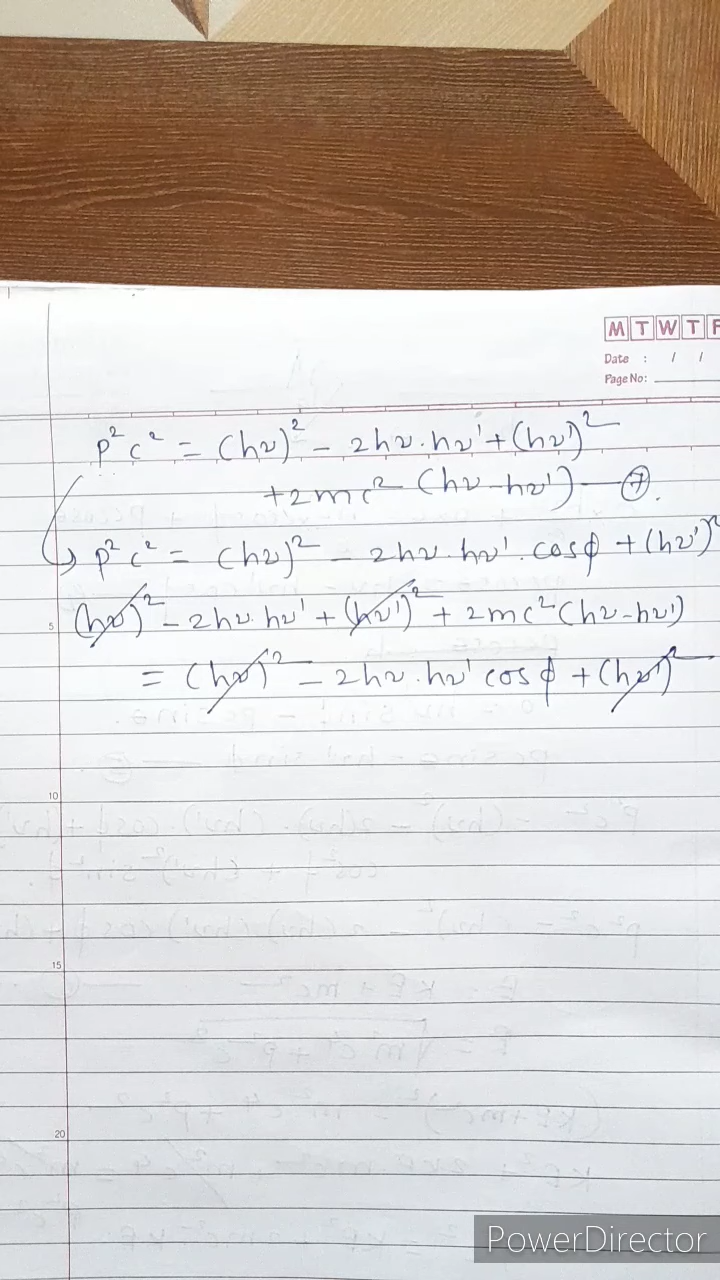 M T W T F
Date : / /
Page No:
p²c² = (hν)² - 2hν.hν' + (hν')²
+2mc² (hν-hν') — ⑦.
p²c² = (hν)² - 2hν.hν'.cosϕ + (hν')²
5
(hν)² - 2hν.hν' + (hν')² + 2mc²(hν-hν')
= (hν)² - 2hν.hν' cosϕ + (hν')²
10
15
20
PowerDirector